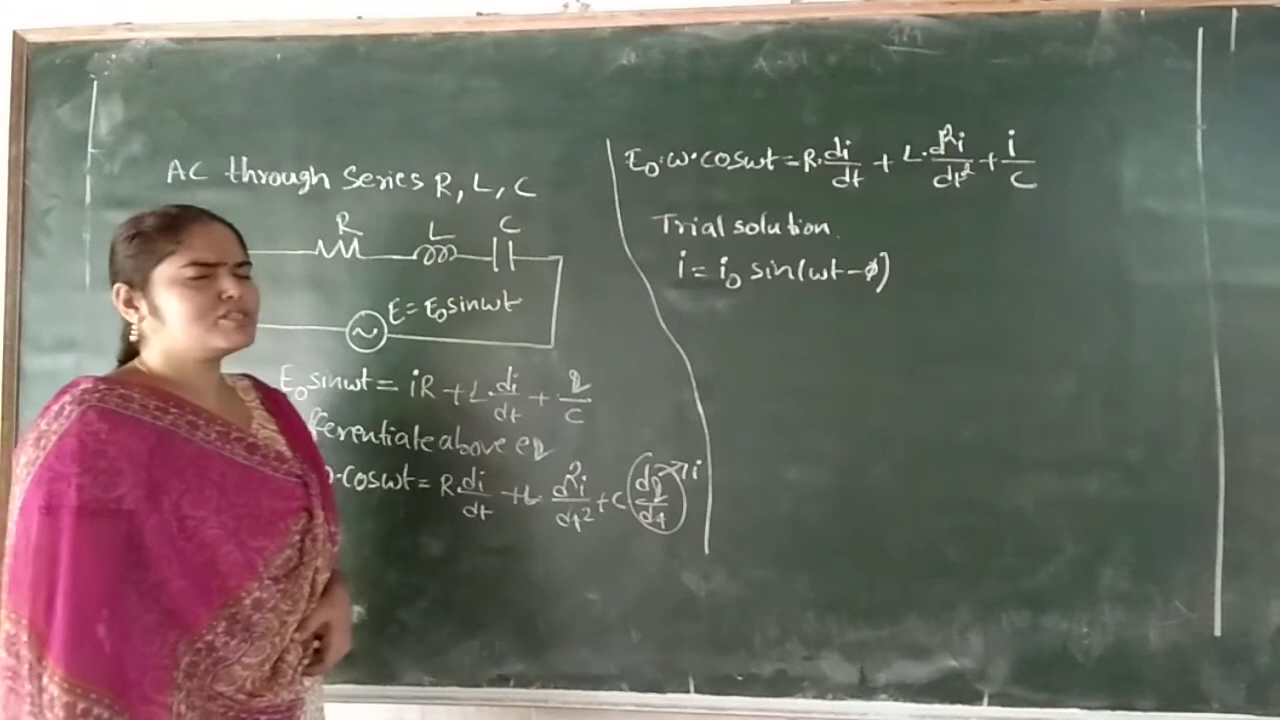 AC through Series R, L, C
R L C
E = E₀ sinωt
E₀ sinωt = iR + L·di/dt + q/C
fferentiate above eq
·cosωt = R·di/dt + L·d²i/dt² + C(dq/dt) → i
E₀·ω·cosωt = R·di/dt + L·d²i/dt² + i/C
Trial solution.
i = i₀ sin(ωt – φ)